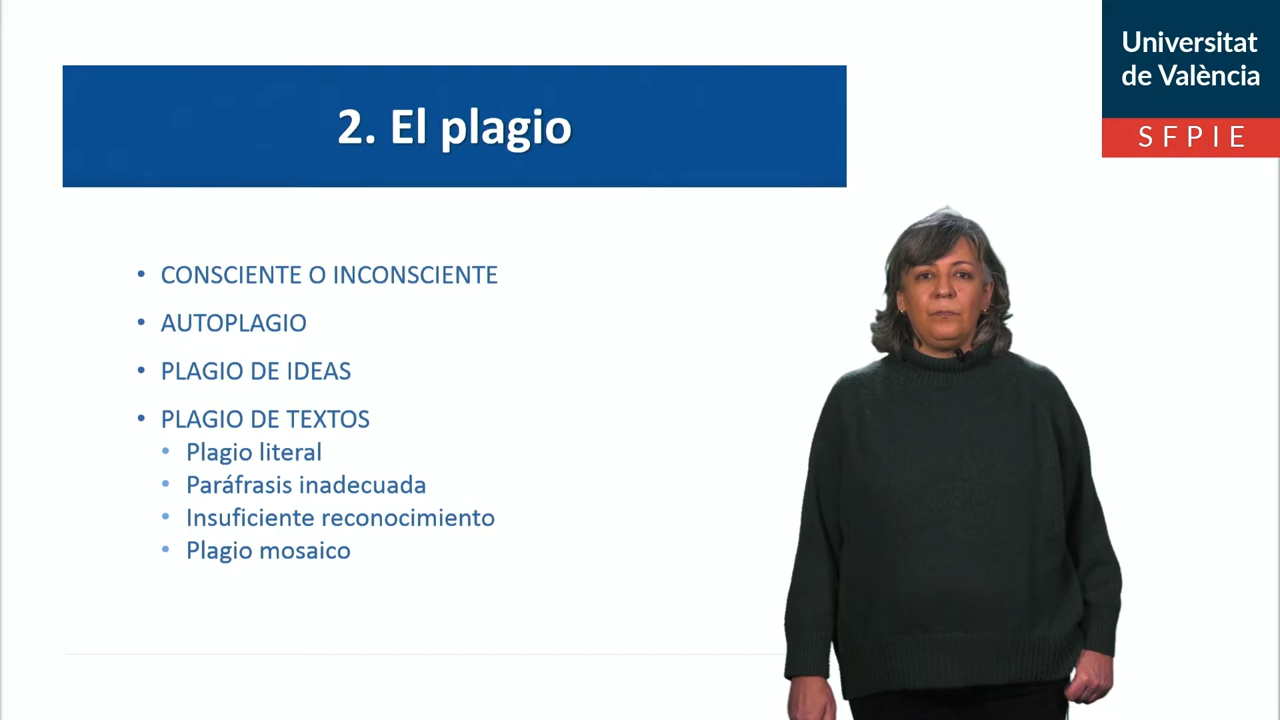 Universitat
de València
SFPIE
2. El plagio
• CONSCIENTE O INCONSCIENTE
• AUTOPLAGIO
• PLAGIO DE IDEAS
• PLAGIO DE TEXTOS
• Plagio literal
• Paráfrasis inadecuada
• Insuficiente reconocimiento
• Plagio mosaico